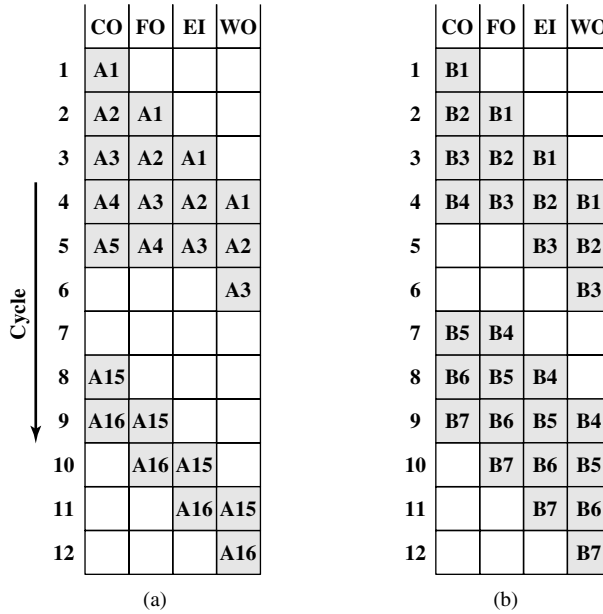 CO FO EI WO CO FO EI WO
1 A1 1 B1
2 A2 A1 2 B2 B1
3 A3 A2 A1 3 B3 B2 B1
4 A4 A3 A2 A1 4 B4 B3 B2 B1
5 A5 A4 A3 A2 5 B3 B2
6 A3 6 B3
Cycle
7 7 B5 B4
8 A15 8 B6 B5 B4
9 A16 A15 9 B7 B6 B5 B4
10 A16 A15 10 B7 B6 B5
11 A16 A15 11 B7 B6
12 A16 12 B7
(a) (b)